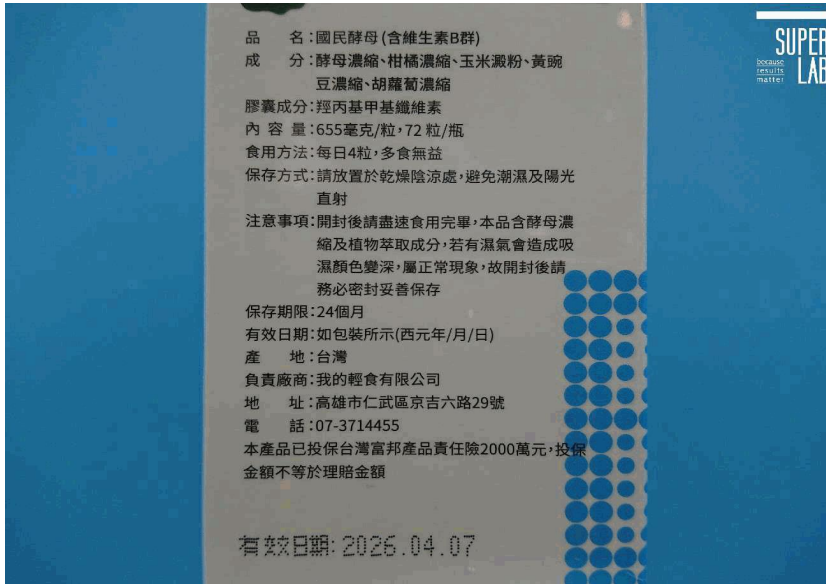 SUPER
because
results
matter
LAB
品　　名:國民酵母(含維生素B群)
成　　分:酵母濃縮、柑橘濃縮、玉米澱粉、黃豌
豆濃縮、胡蘿蔔濃縮
膠囊成分:羥丙基甲基纖維素
內 容 量:655毫克/粒,72 粒/瓶
食用方法:每日4粒,多食無益
保存方式:請放置於乾燥陰涼處,避免潮濕及陽光
直射
注意事項:開封後請盡速食用完畢,本品含酵母濃
縮及植物萃取成分,若有濕氣會造成吸
濕顏色變深,屬正常現象,故開封後請
務必密封妥善保存
保存期限:24個月
有效日期:如包裝所示(西元年/月/日)
產　　地:台灣
負責廠商:我的輕食有限公司
地　　址:高雄市仁武區京吉六路29號
電　　話:07-3714455
本產品已投保台灣富邦產品責任險2000萬元,投保
金額不等於理賠金額
有效日期:2026.04.07